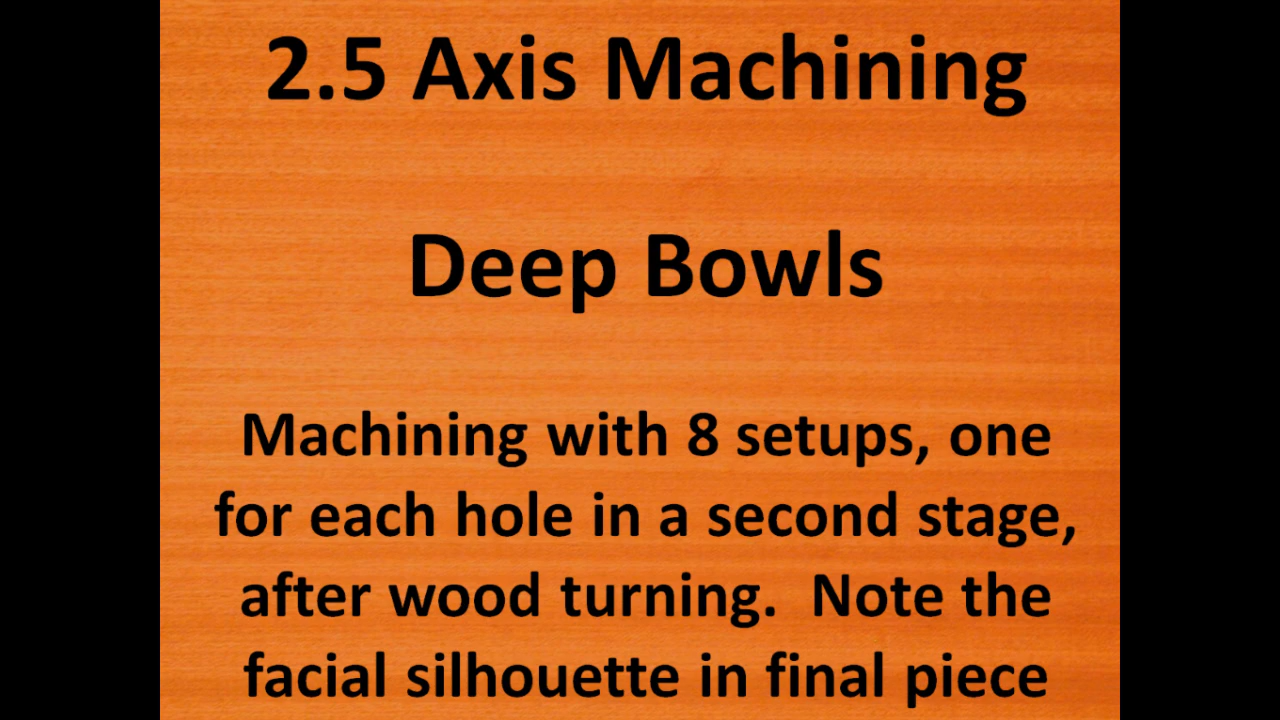 2.5 Axis Machining
Deep Bowls
Machining with 8 setups, one
for each hole in a second stage,
after wood turning.  Note the
facial silhouette in final piece